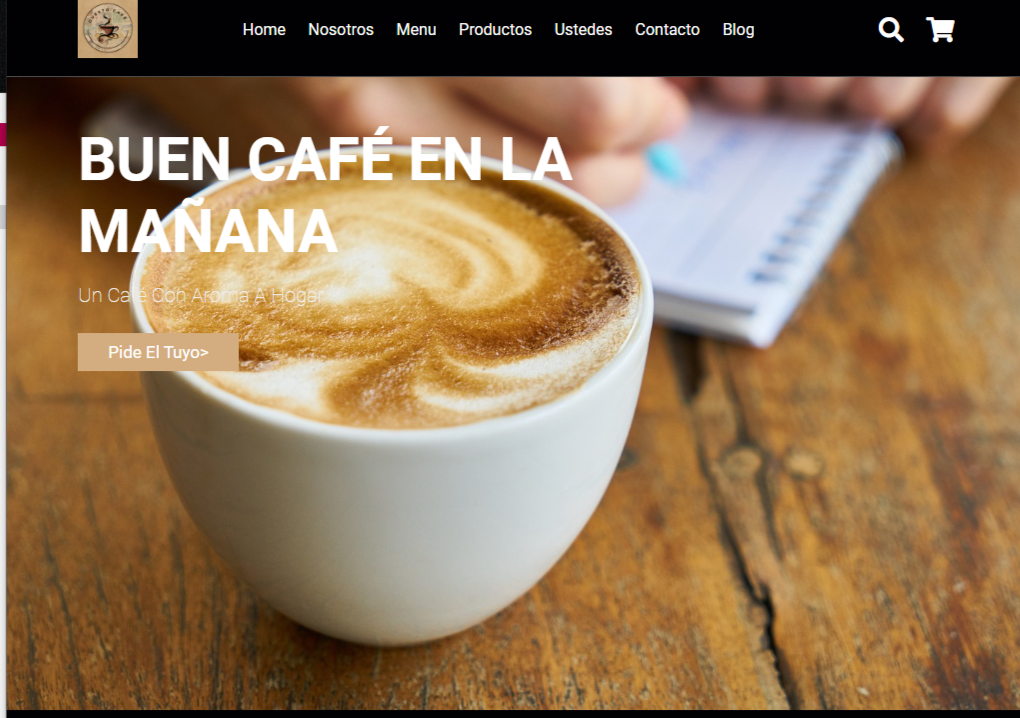 Home Nosotros Menu Productos Ustedes Contacto Blog
BUEN CAFÉ EN LA
MAÑANA
Un Café Con Aroma A Hogar
Pide El Tuyo>